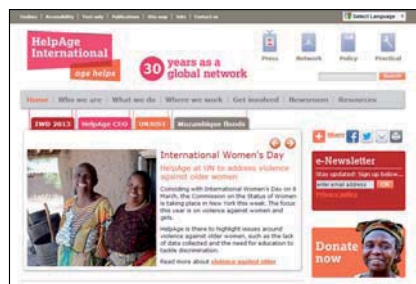 Toolbar | Accessibility | Text only | Publications | Site map | Jobs | Contact us
Select Language
HelpAge
International
age helps
30 years as a
global network
Press Network Policy Practical
Search
Home | Who we are | What we do | Where we work | Get involved | Newsroom | Resources
IWD 2013 HelpAge CEO UKNIST Mozambique floods
Share
International Women's Day
HelpAge at UN to address violence
against older women
Coinciding with International Women's Day on 8
March, the Commission on the Status of Women
is taking place in New York this week. The focus
this year is on violence against women and
girls.
HelpAge is there to highlight issues around
violence against older women, such as the lack
of data collected and the need for education to
tackle discrimination.
Read more about violence against older
e-Newsletter
Stay updated! Sign up below...
enter email address OK
Privacy policy
Donate
now